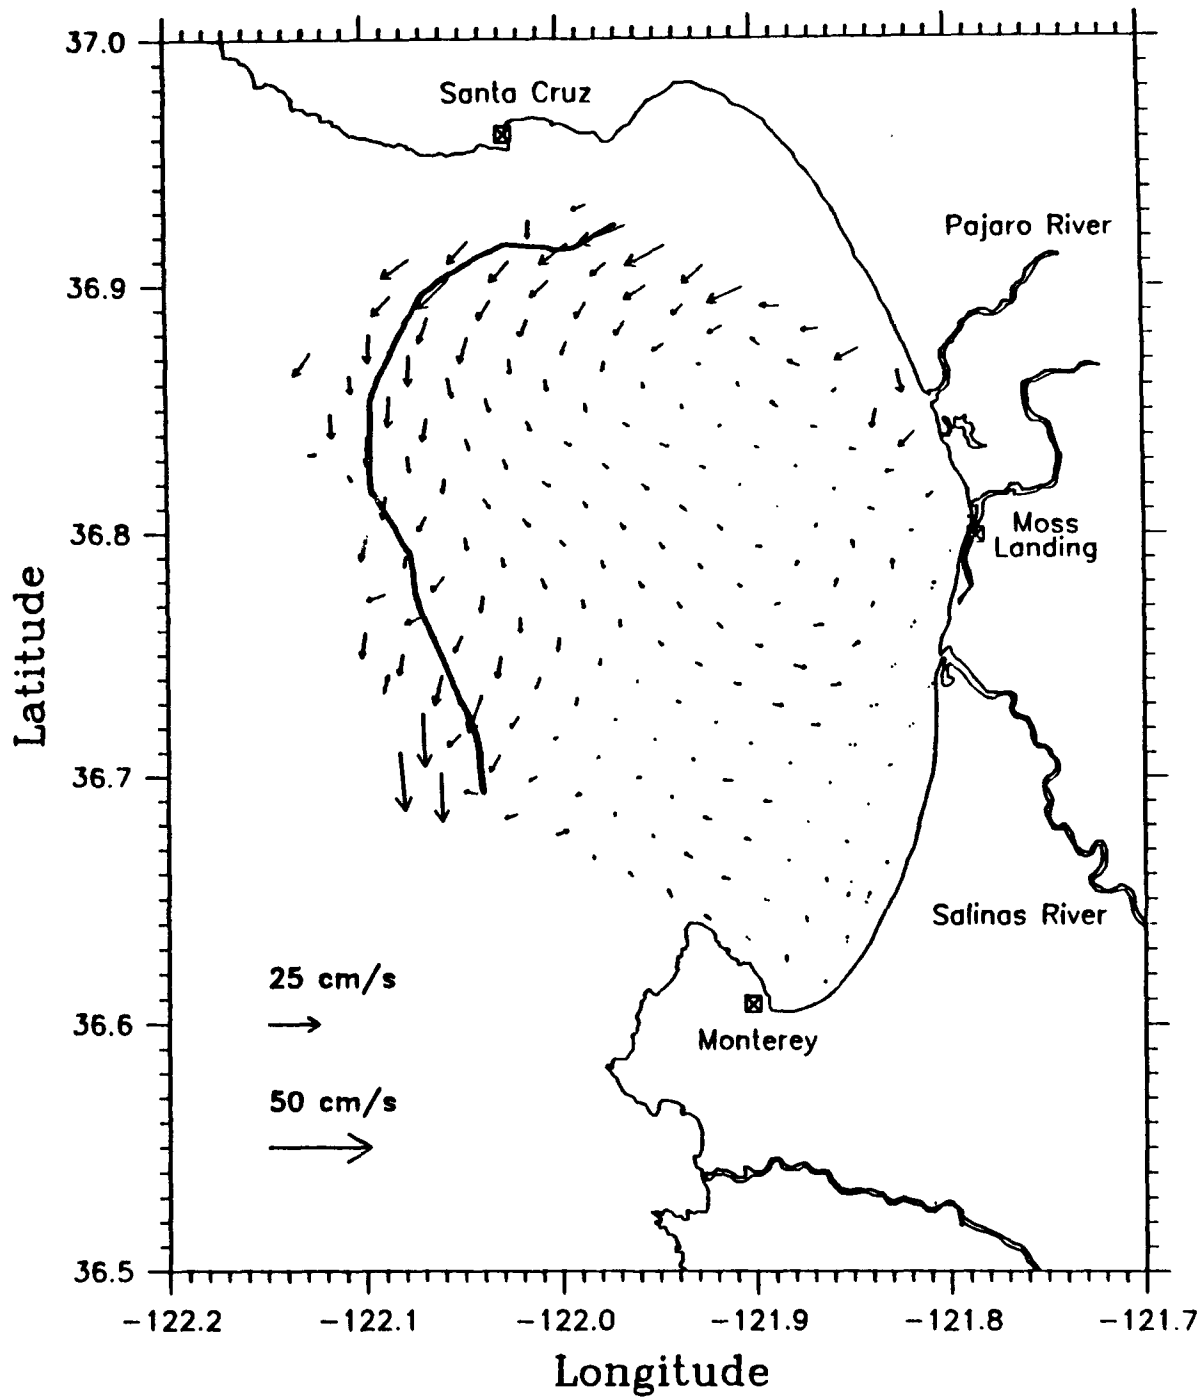 37.0
Santa Cruz
Pajaro River
36.9
36.8
Moss
Landing
Latitude
36.7
Salinas River
25 cm/s
36.6
Monterey
50 cm/s
36.5
-122.2
-122.1
-122.0
-121.9
-121.8
-121.7
Longitude